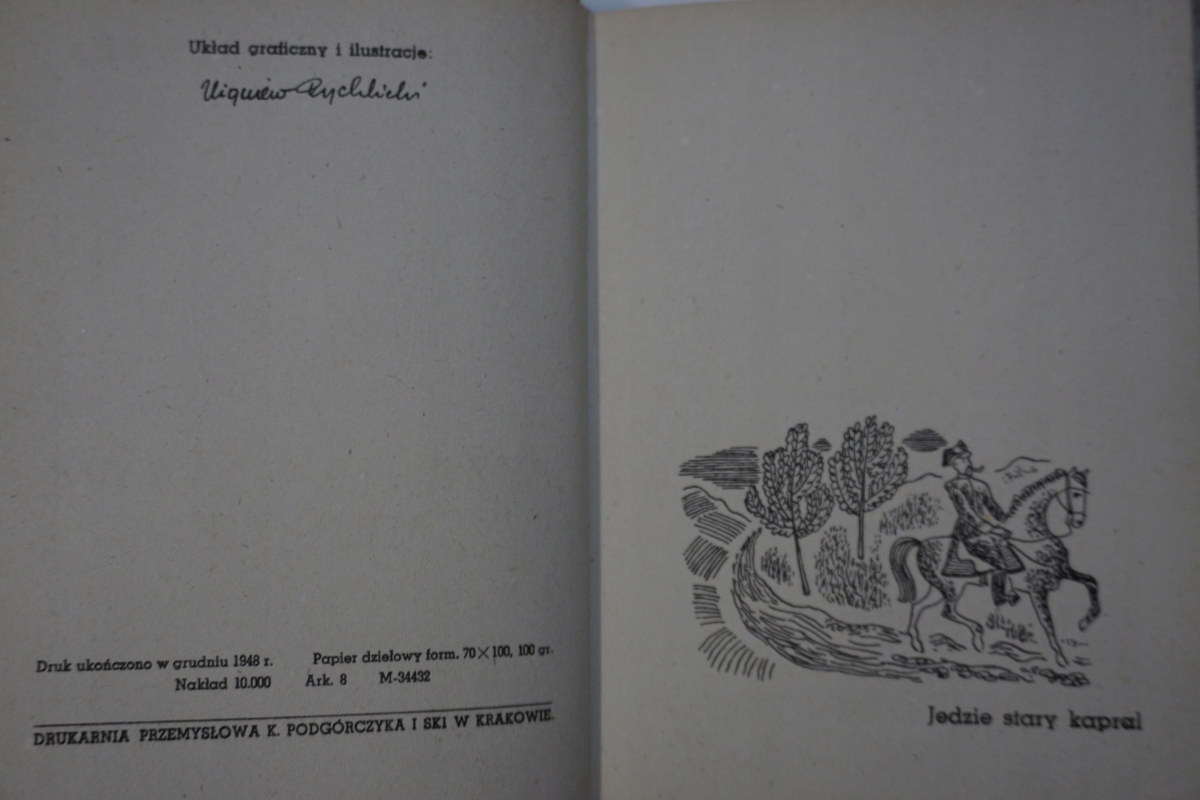 Układ graficzny i ilustracje:
Zbigniew Rychlicki
Druk ukończono w grudniu 1948 r. Papier dziełowy form. 70×100, 100 gr.
Nakład 10.000 Ark. 8 M-34432
DRUKARNIA PRZEMYSŁOWA K. PODGÓRCZYKA I SKI W KRAKOWIE.
Jedzie stary kapral